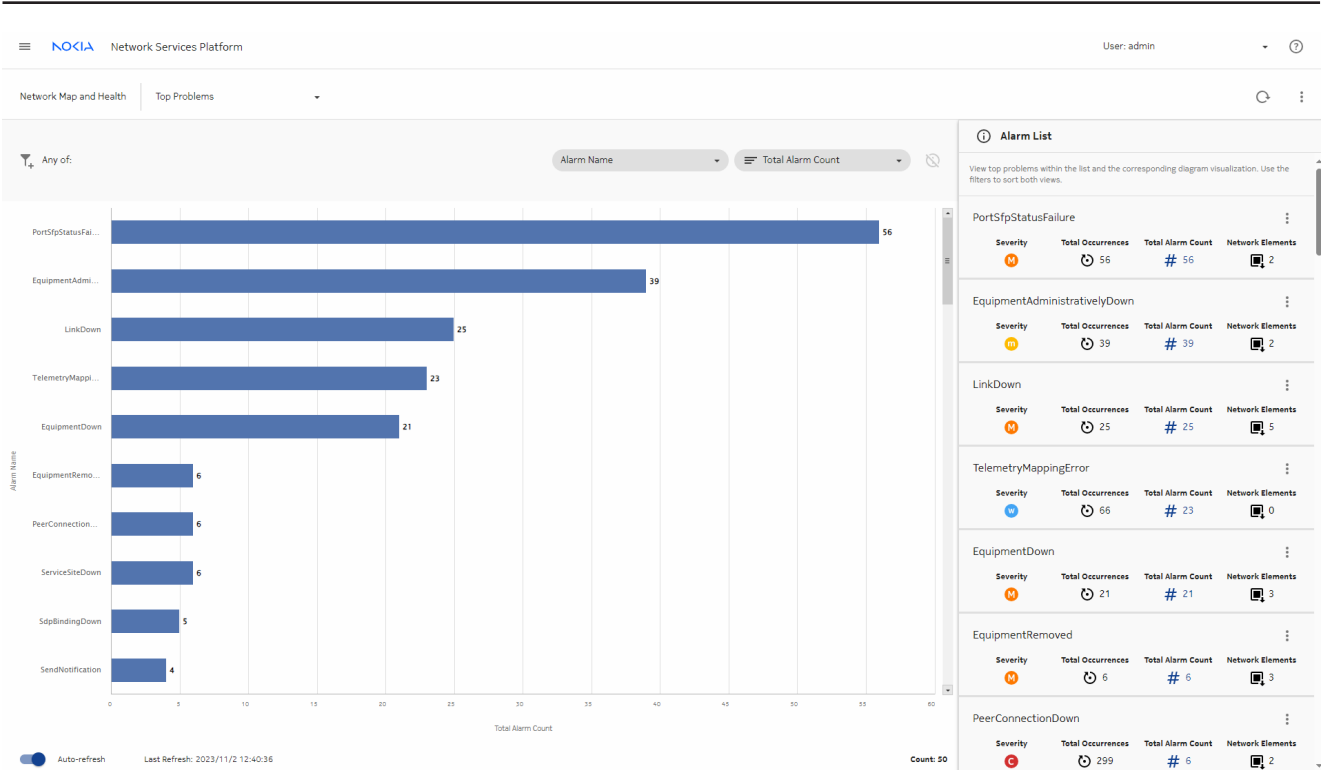 NOKIA Network Services Platform User: admin
Network Map and Health Top Problems
Any of: Alarm Name Total Alarm Count
Alarm List
View top problems within the list and the corresponding diagram visualization. Use the
filters to sort both views.
Alarm Name
PortSfpStatusFai... 56
EquipmentAdmi... 39
LinkDown 25
TelemetryMappi... 23
EquipmentDown 21
EquipmentRemo... 6
PeerConnection... 6
ServiceSiteDown 6
SdpBindingDown 5
SendNotification 4
0 5 10 15 20 25 30 35 40 45 50 55 60
Total Alarm Count
Auto-refresh Last Refresh: 2023/11/2 12:40:36 Count: 50
PortSfpStatusFailure
Severity Total Occurrences Total Alarm Count Network Elements
M 56 # 56 2
EquipmentAdministrativelyDown
Severity Total Occurrences Total Alarm Count Network Elements
m 39 # 39 2
LinkDown
Severity Total Occurrences Total Alarm Count Network Elements
M 25 # 25 5
TelemetryMappingError
Severity Total Occurrences Total Alarm Count Network Elements
w 66 # 23 0
EquipmentDown
Severity Total Occurrences Total Alarm Count Network Elements
M 21 # 21 3
EquipmentRemoved
Severity Total Occurrences Total Alarm Count Network Elements
M 6 # 6 3
PeerConnectionDown
Severity Total Occurrences Total Alarm Count Network Elements
C 299 # 6 2